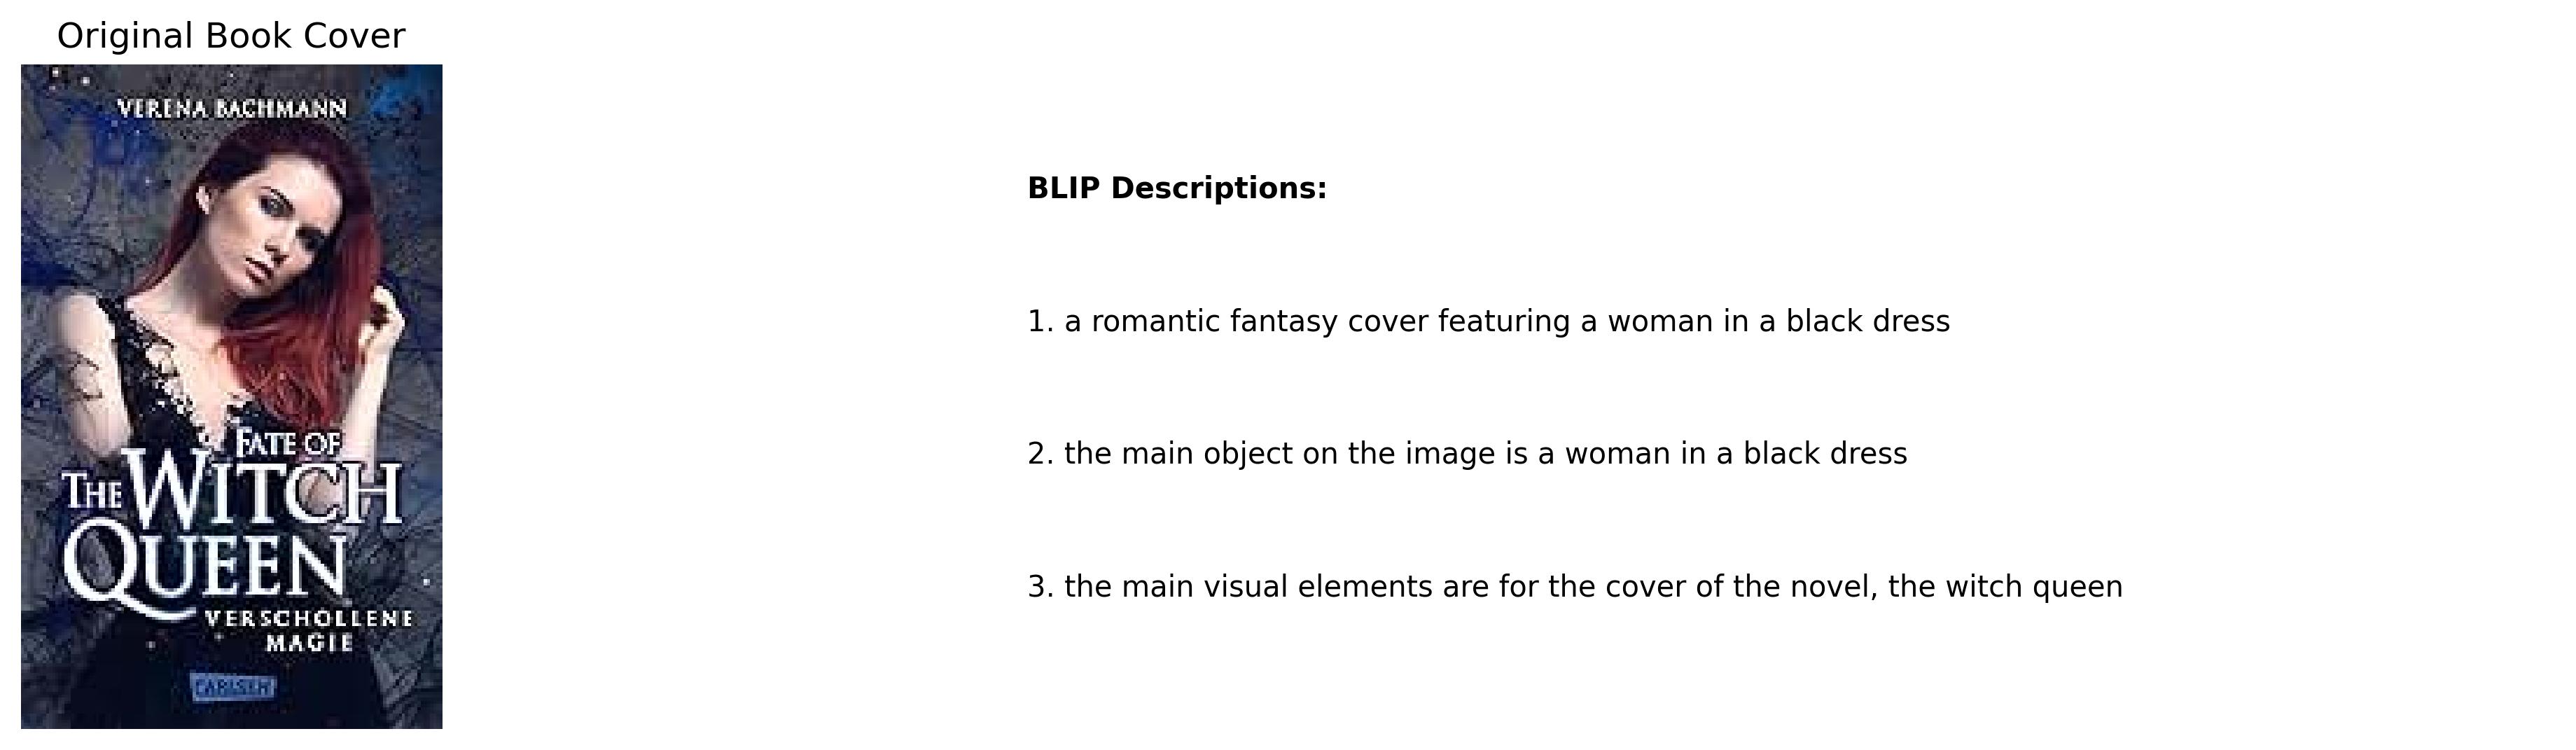 Original Book Cover
VERENA BACHMANN
FATE OF
THE WITCH
QUEEN
VERSCHOLLENE
MAGIE
CARLSEN
BLIP Descriptions:
1. a romantic fantasy cover featuring a woman in a black dress
2. the main object on the image is a woman in a black dress
3. the main visual elements are for the cover of the novel, the witch queen